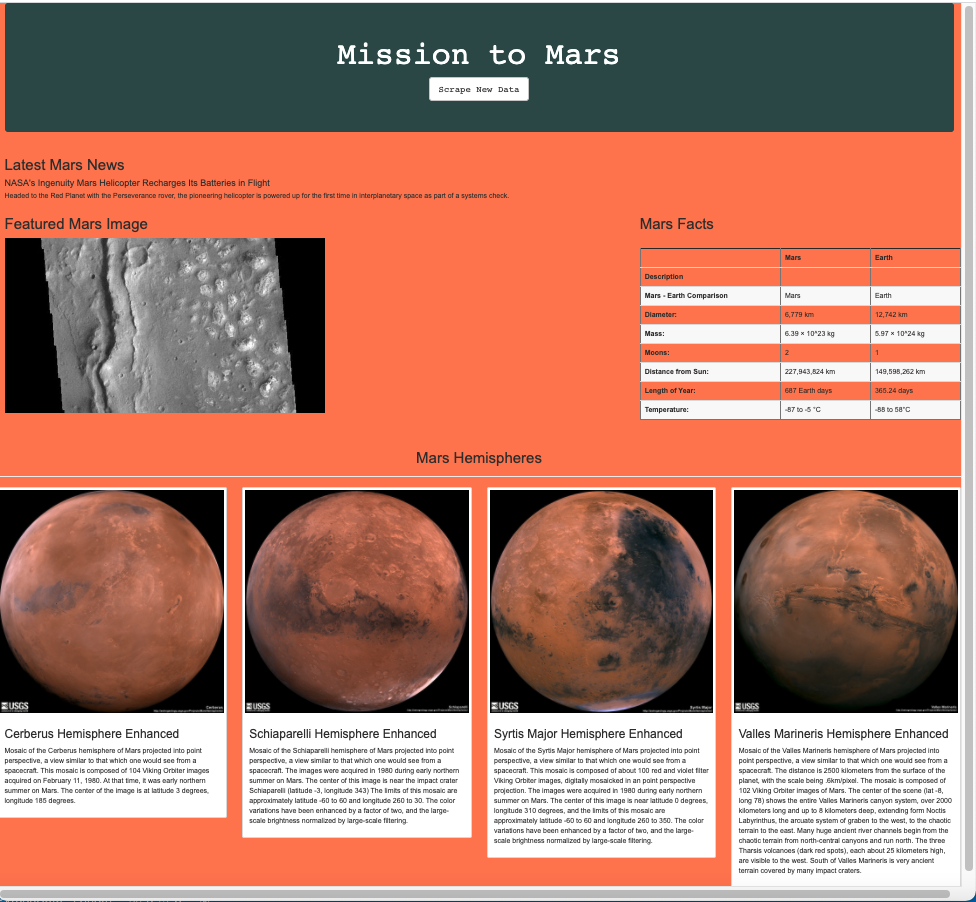 Mission to Mars
Scrape New Data
Latest Mars News
NASA's Ingenuity Mars Helicopter Recharges Its Batteries in Flight
Headed to the Red Planet with the Perseverance rover, the pioneering helicopter is powered up for the first time in interplanetary space as part of a systems check.
Featured Mars Image
Mars Facts
Mars Earth
Description
Mars - Earth Comparison Mars Earth
Diameter: 6,779 km 12,742 km
Mass: 6.39 × 10^23 kg 5.97 × 10^24 kg
Moons: 2 1
Distance from Sun: 227,943,824 km 149,598,262 km
Length of Year: 687 Earth days 365.24 days
Temperature: -87 to -5 °C -88 to 58°C
Mars Hemispheres
USGS
Cerberus
Cerberus Hemisphere Enhanced
Mosaic of the Cerberus hemisphere of Mars projected into point
perspective, a view similar to that which one would see from a
spacecraft. This mosaic is composed of 104 Viking Orbiter images
acquired on February 11, 1980. At that time, it was early northern
summer on Mars. The center of the image is at latitude 3 degrees,
longitude 185 degrees.
USGS
Schiaparelli
Schiaparelli Hemisphere Enhanced
Mosaic of the Schiaparelli hemisphere of Mars projected into point
perspective, a view similar to that which one would see from a
spacecraft. The images were acquired in 1980 during early northern
summer on Mars. The center of this image is near the impact crater
Schiaparelli (latitude -3, longitude 343) The limits of this mosaic are
approximately latitude -60 to 60 and longitude 260 to 30. The color
variations have been enhanced by a factor of two, and the large-
scale brightness normalized by large-scale filtering.
USGS
Syrtis Major
Syrtis Major Hemisphere Enhanced
Mosaic of the Syrtis Major hemisphere of Mars projected into point
perspective, a view similar to that which one would see from a
spacecraft. This mosaic is composed of about 100 red and violet filter
Viking Orbiter images, digitally mosaicked in an point perspective
projection. The images were acquired in 1980 during early northern
summer on Mars. The center of this image is near latitude 0 degrees,
longitude 310 degrees, and the limits of this mosaic are
approximately latitude -60 to 60 and longitude 260 to 350. The color
variations have been enhanced by a factor of two, and the large-
scale brightness normalized by large-scale filtering.
USGS
Valles Marineris
Valles Marineris Hemisphere Enhanced
Mosaic of the Valles Marineris hemisphere of Mars projected into
point perspective, a view similar to that which one would see from a
spacecraft. The distance is 2500 kilometers from the surface of the
planet, with the scale being .6km/pixel. The mosaic is composed of
102 Viking Orbiter images of Mars. The center of the scene (lat -8,
long 78) shows the entire Valles Marineris canyon system, over 2000
kilometers long and up to 8 kilometers deep, extending form Noctis
Labyrinthus, the arcuate system of graben to the west, to the chaotic
terrain to the east. Many huge ancient river channels begin from the
chaotic terrain from north-central canyons and run north. The three
Tharsis volcanoes (dark red spots), each about 25 kilometers high,
are visible to the west. South of Valles Marineris is very ancient
terrain covered by many impact craters.